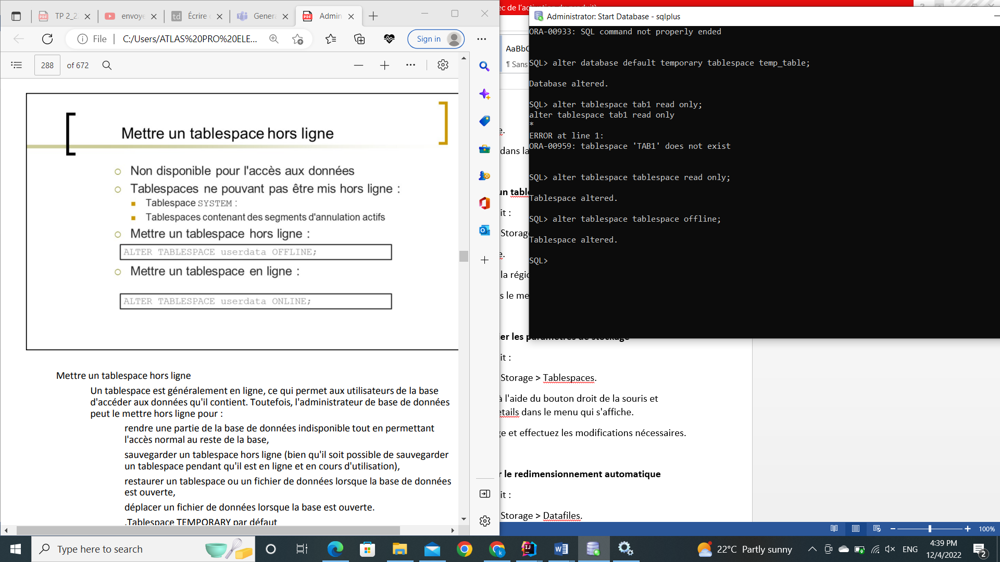 TP 2_2
envoye
Écrire
Genera
Admin
File
C:/Users/ATLAS%20PRO%20ELE...
Sign in
288
of 672
Mettre un tablespace hors ligne
Non disponible pour l'accès aux données
Tablespaces ne pouvant pas être mis hors ligne :
Tablespace SYSTEM :
Tablespaces contenant des segments d'annulation actifs
Mettre un tablespace hors ligne :
ALTER TABLESPACE userdata OFFLINE;
Mettre un tablespace en ligne :
ALTER TABLESPACE userdata ONLINE;
Mettre un tablespace hors ligne
Un tablespace est généralement en ligne, ce qui permet aux utilisateurs de la base
d'accéder aux données qu'il contient. Toutefois, l'administrateur de base de données
peut le mettre hors ligne pour :
rendre une partie de la base de données indisponible tout en permettant
l'accès normal au reste de la base,
sauvegarder un tablespace hors ligne (bien qu'il soit possible de sauvegarder
un tablespace pendant qu'il est en ligne et en cours d'utilisation),
restaurer un tablespace ou un fichier de données lorsque la base de données
est ouverte,
déplacer un fichier de données lorsque la base est ouverte.
.Tablespace TEMPORARY par défaut
ec de l'activation de produit)
AaBbC
¶ Sans
e.
dans la
un table
it :
Storag
e.
la régio
s le me
it :
Storage > Tablespaces.
à l'aide du bouton droit de la souris et
etails dans le menu qui s'affiche.
ge et effectuez les modifications nécessaires.
r le redimensionnement automatique
it :
Storage > Datafiles.
100%
Administrator: Start Database - sqlplus
ORA-00933: SQL command not properly ended
SQL> alter database default temporary tablespace temp_table;
Database altered.
SQL> alter tablespace tab1 read only;
alter tablespace tab1 read only
*
ERROR at line 1:
ORA-00959: tablespace 'TAB1' does not exist
SQL> alter tablespace tablespace read only;
Tablespace altered.
SQL> alter tablespace tablespace offline;
Tablespace altered.
SQL>
Type here to search
22°C Partly sunny
ENG
4:39 PM
12/4/2022
2